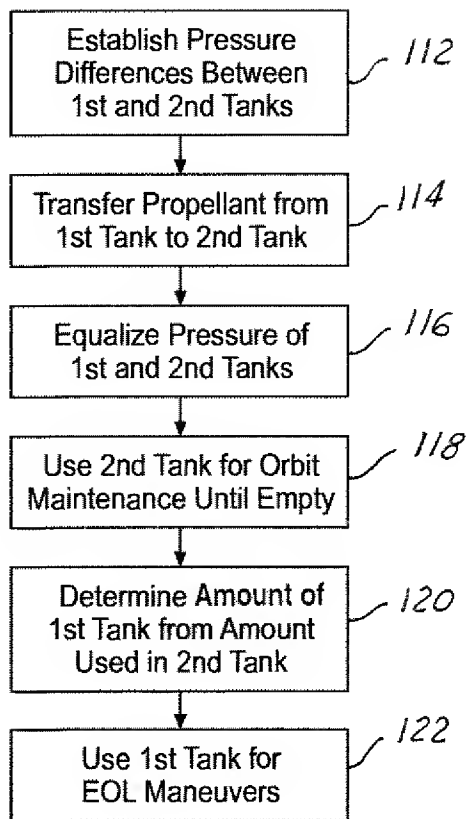 Establish Pressure
Differences Between
1st and 2nd Tanks
112
Transfer Propellant from
1st Tank to 2nd Tank
114
Equalize Pressure of
1st and 2nd Tanks
116
Use 2nd Tank for Orbit
Maintenance Until Empty
118
Determine Amount of
1st Tank from Amount
Used in 2nd Tank
120
Use 1st Tank for
EOL Maneuvers
122